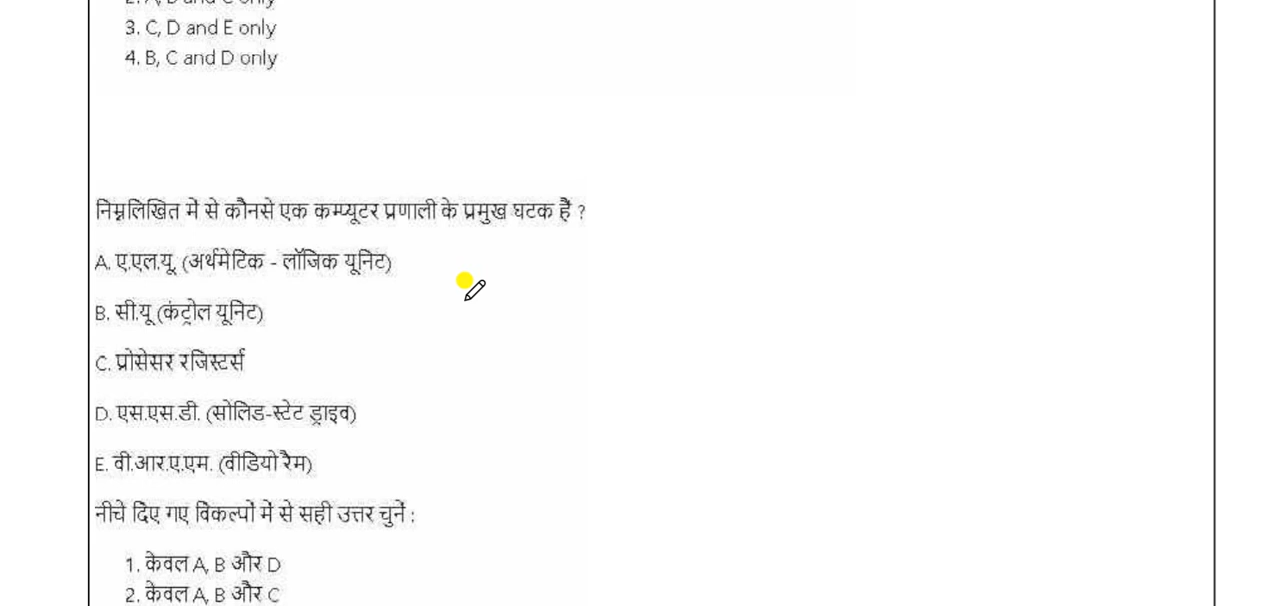 3. C, D and E only
4. B, C and D only
निम्नलिखित में से कौनसे एक कम्प्यूटर प्रणाली के प्रमुख घटक हैं ?
A. ए.एल.यू. (अर्थमेटिक - लॉजिक यूनिट)
B. सी.यू (कंट्रोल यूनिट)
C. प्रोसेसर रजिस्टर्स
D. एस.एस.डी. (सोलिड-स्टेट ड्राइव)
E. वी.आर.ए.एम. (वीडियो रैम)
नीचे दिए गए विकल्पों में से सही उत्तर चुनें :
1. केवल A, B और D
2. केवल A, B और C